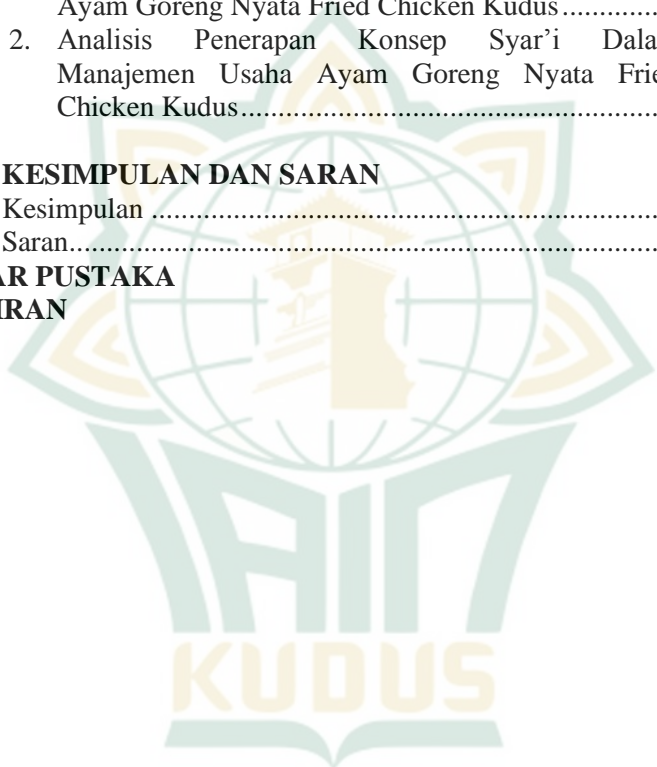 Ayam Goreng Nyata Fried Chicken Kudus..............
2. Analisis Penerapan Konsep Syar'i Dala
Manajemen Usaha Ayam Goreng Nyata Frie
Chicken Kudus.......................................................
KESIMPULAN DAN SARAN
Kesimpulan ..................................................................
Saran..............................................................................
AR PUSTAKA
IRAN
IAIN
KUDUS